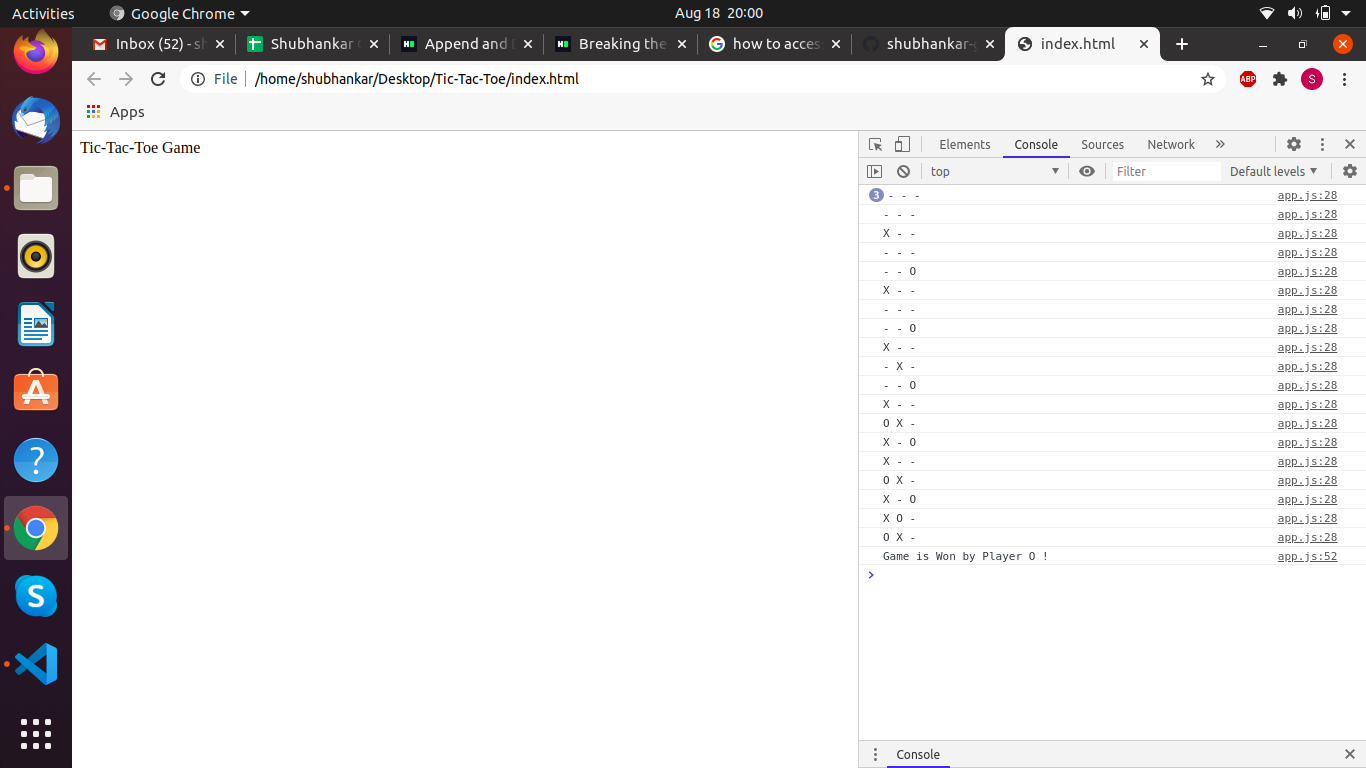 Activities Google Chrome Aug 18 20:00
Inbox (52) - sh Shubhankar Append and D Breaking the how to acces shubhankar-g index.html
File /home/shubhankar/Desktop/Tic-Tac-Toe/index.html ABP S
Apps
Tic-Tac-Toe Game
Elements Console Sources Network »
top Filter Default levels
3 - - - app.js:28
- - - app.js:28
X - - app.js:28
- - - app.js:28
- - O app.js:28
X - - app.js:28
- - - app.js:28
- - O app.js:28
X - - app.js:28
- X - app.js:28
- - O app.js:28
X - - app.js:28
O X - app.js:28
X - O app.js:28
X - - app.js:28
O X - app.js:28
X - O app.js:28
X O - app.js:28
O X - app.js:28
Game is Won by Player O ! app.js:52
Console